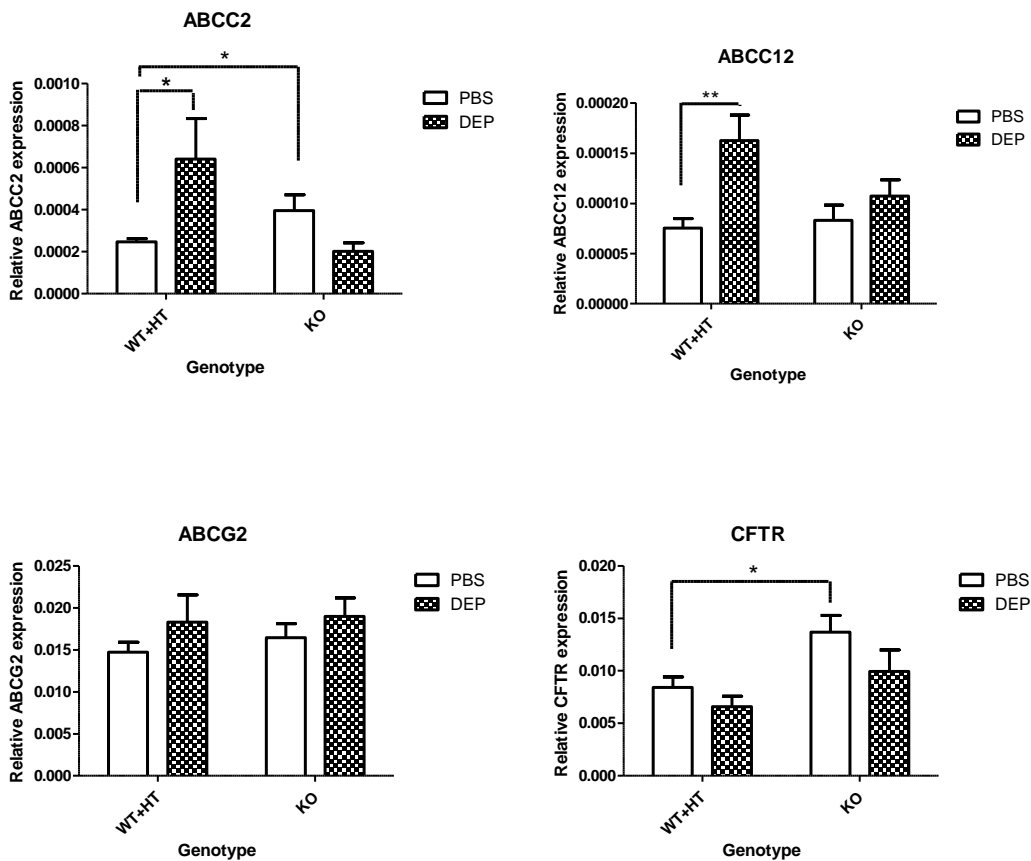 ABCC2
*
*
0.0010
0.0008
0.0006
0.0004
0.0002
0.0000
Relative ABCC2 expression
WT+HT
KO
Genotype
PBS
DEP
ABCC12
**
0.00020
0.00015
0.00010
0.00005
0.00000
Relative ABCC12 expression
WT+HT
KO
Genotype
PBS
DEP
ABCG2
0.025
0.020
0.015
0.010
0.005
0.000
Relative ABCG2 expression
WT+HT
KO
Genotype
PBS
DEP
CFTR
*
0.020
0.015
0.010
0.005
0.000
Relative CFTR expression
WT+HT
KO
Genotype
PBS
DEP